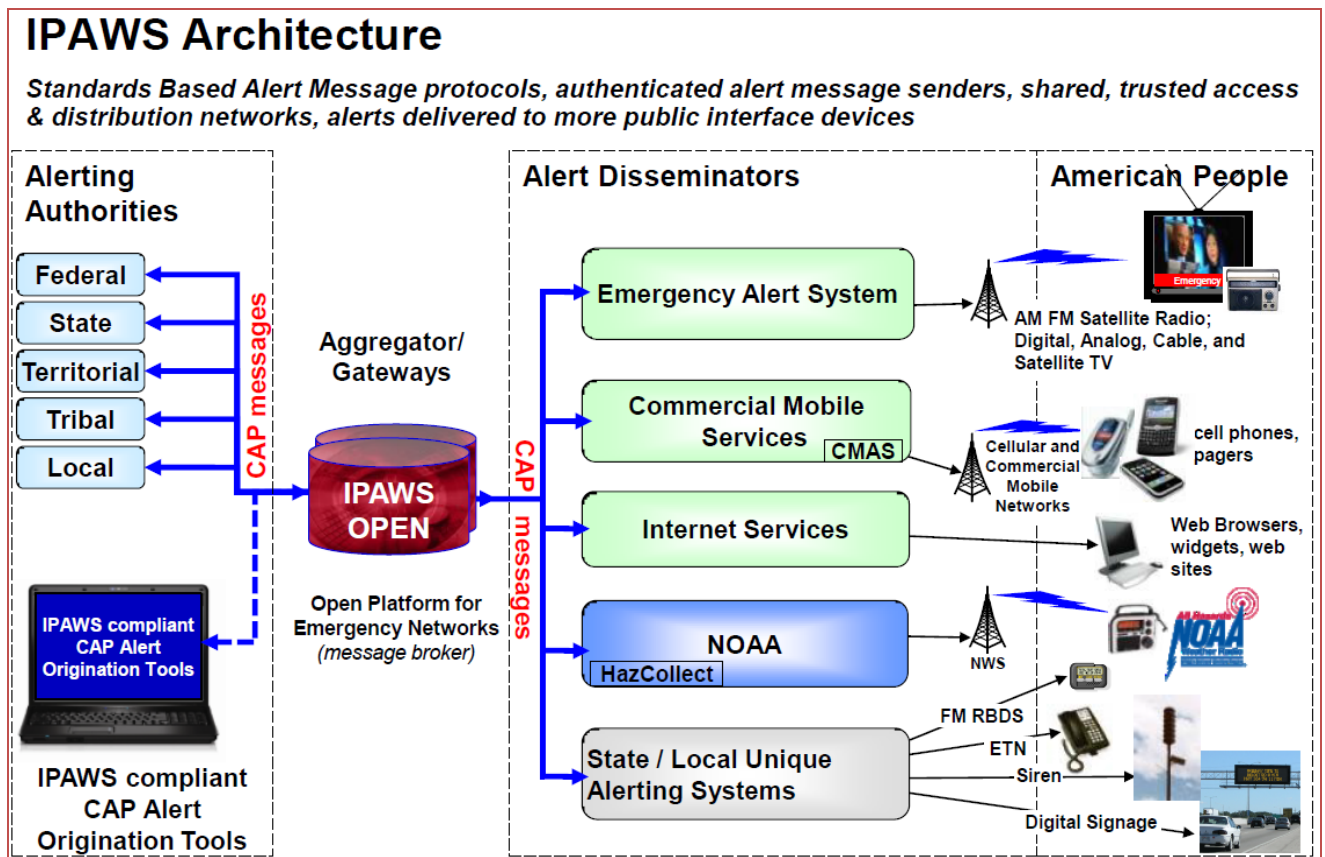 IPAWS Architecture
Standards Based Alert Message protocols, authenticated alert message senders, shared, trusted access
& distribution networks, alerts delivered to more public interface devices
Alerting
Authorities
Federal
State
Territorial
Tribal
Local
CAP messages
IPAWS compliant
CAP Alert
Origination Tools
IPAWS compliant
CAP Alert
Origination Tools
Aggregator/
Gateways
IPAWS
OPEN
Open Platform for
Emergency Networks
(message broker)
CAP messages
Alert Disseminators
Emergency Alert System
Commercial Mobile
Services
CMAS
Internet Services
NOAA
HazCollect
State / Local Unique
Alerting Systems
American People
Emergency
AM FM Satellite Radio;
Digital, Analog, Cable, and
Satellite TV
Cellular and
Commercial
Mobile
Networks
cell phones,
pagers
Web Browsers,
widgets, web
sites
NWS
All Hazards
NOAA
Weather Radio
FM RBDS
ETN
Siren
Digital Signage